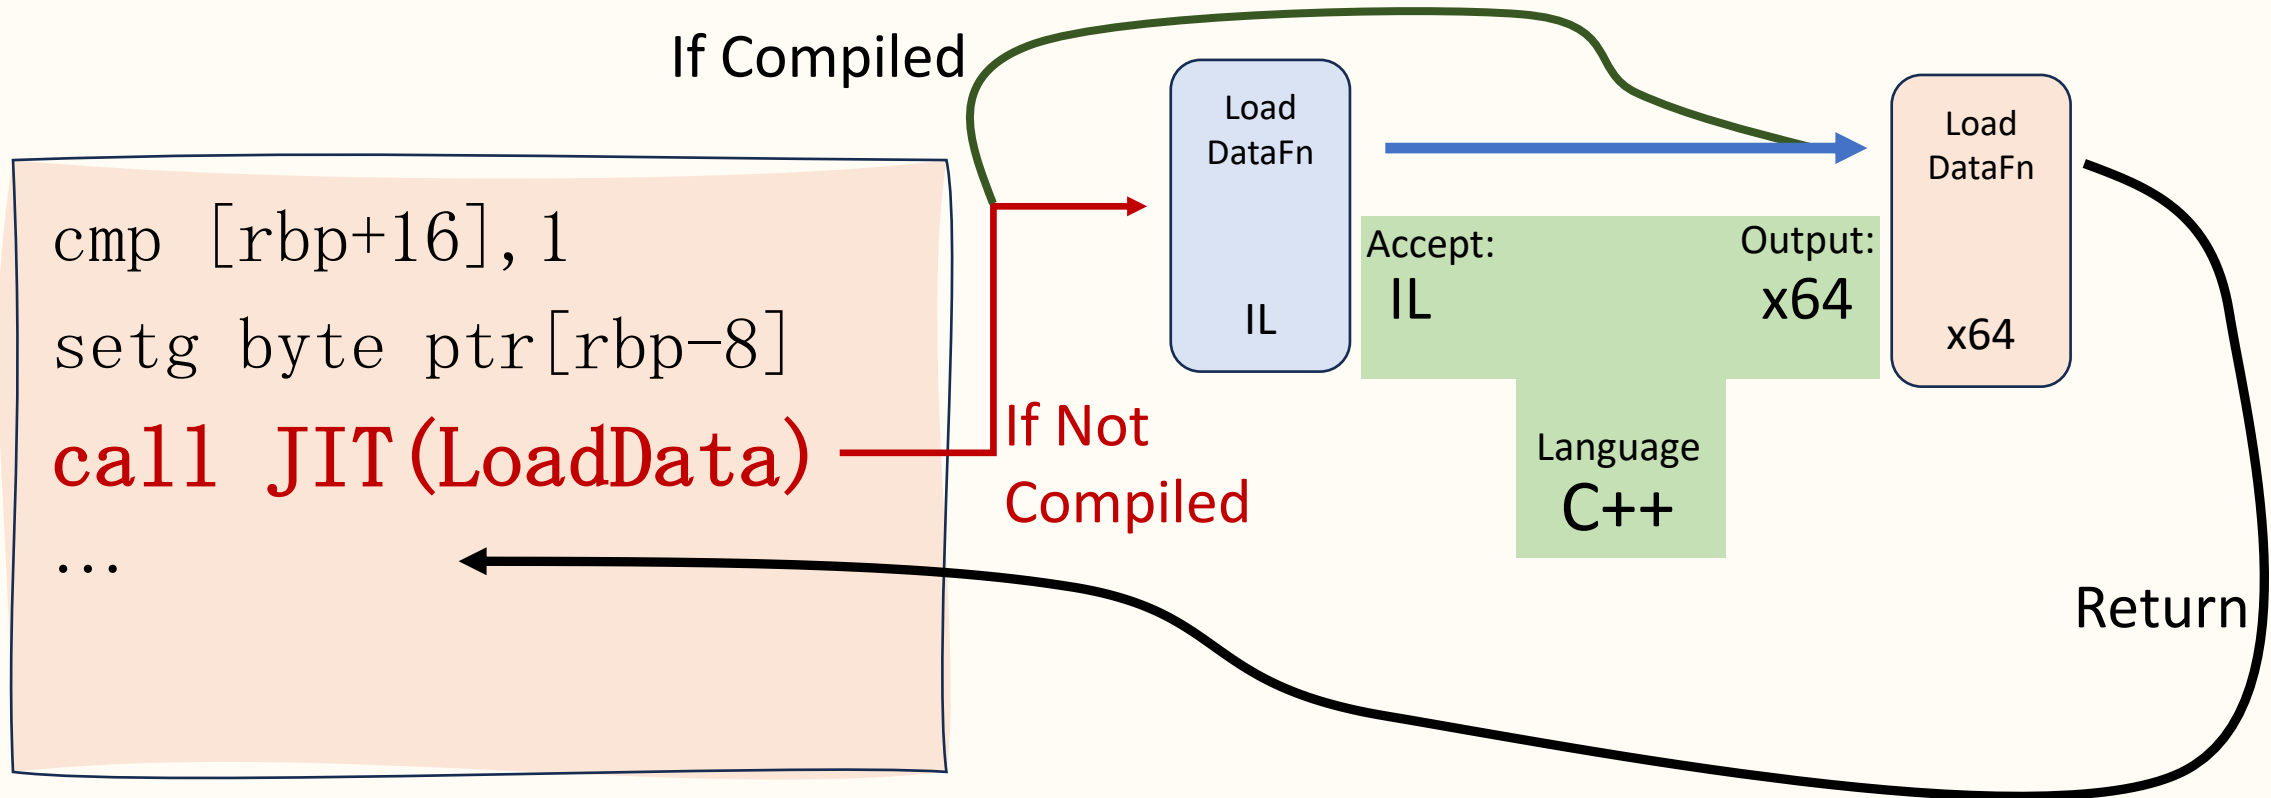 If Compiled
Load
DataFn
IL
Load
DataFn
x64
cmp [rbp+16],1
setg byte ptr[rbp-8]
call JIT(LoadData)
...
If Not
Compiled
Accept:
IL
Output:
x64
Language
C++
Return